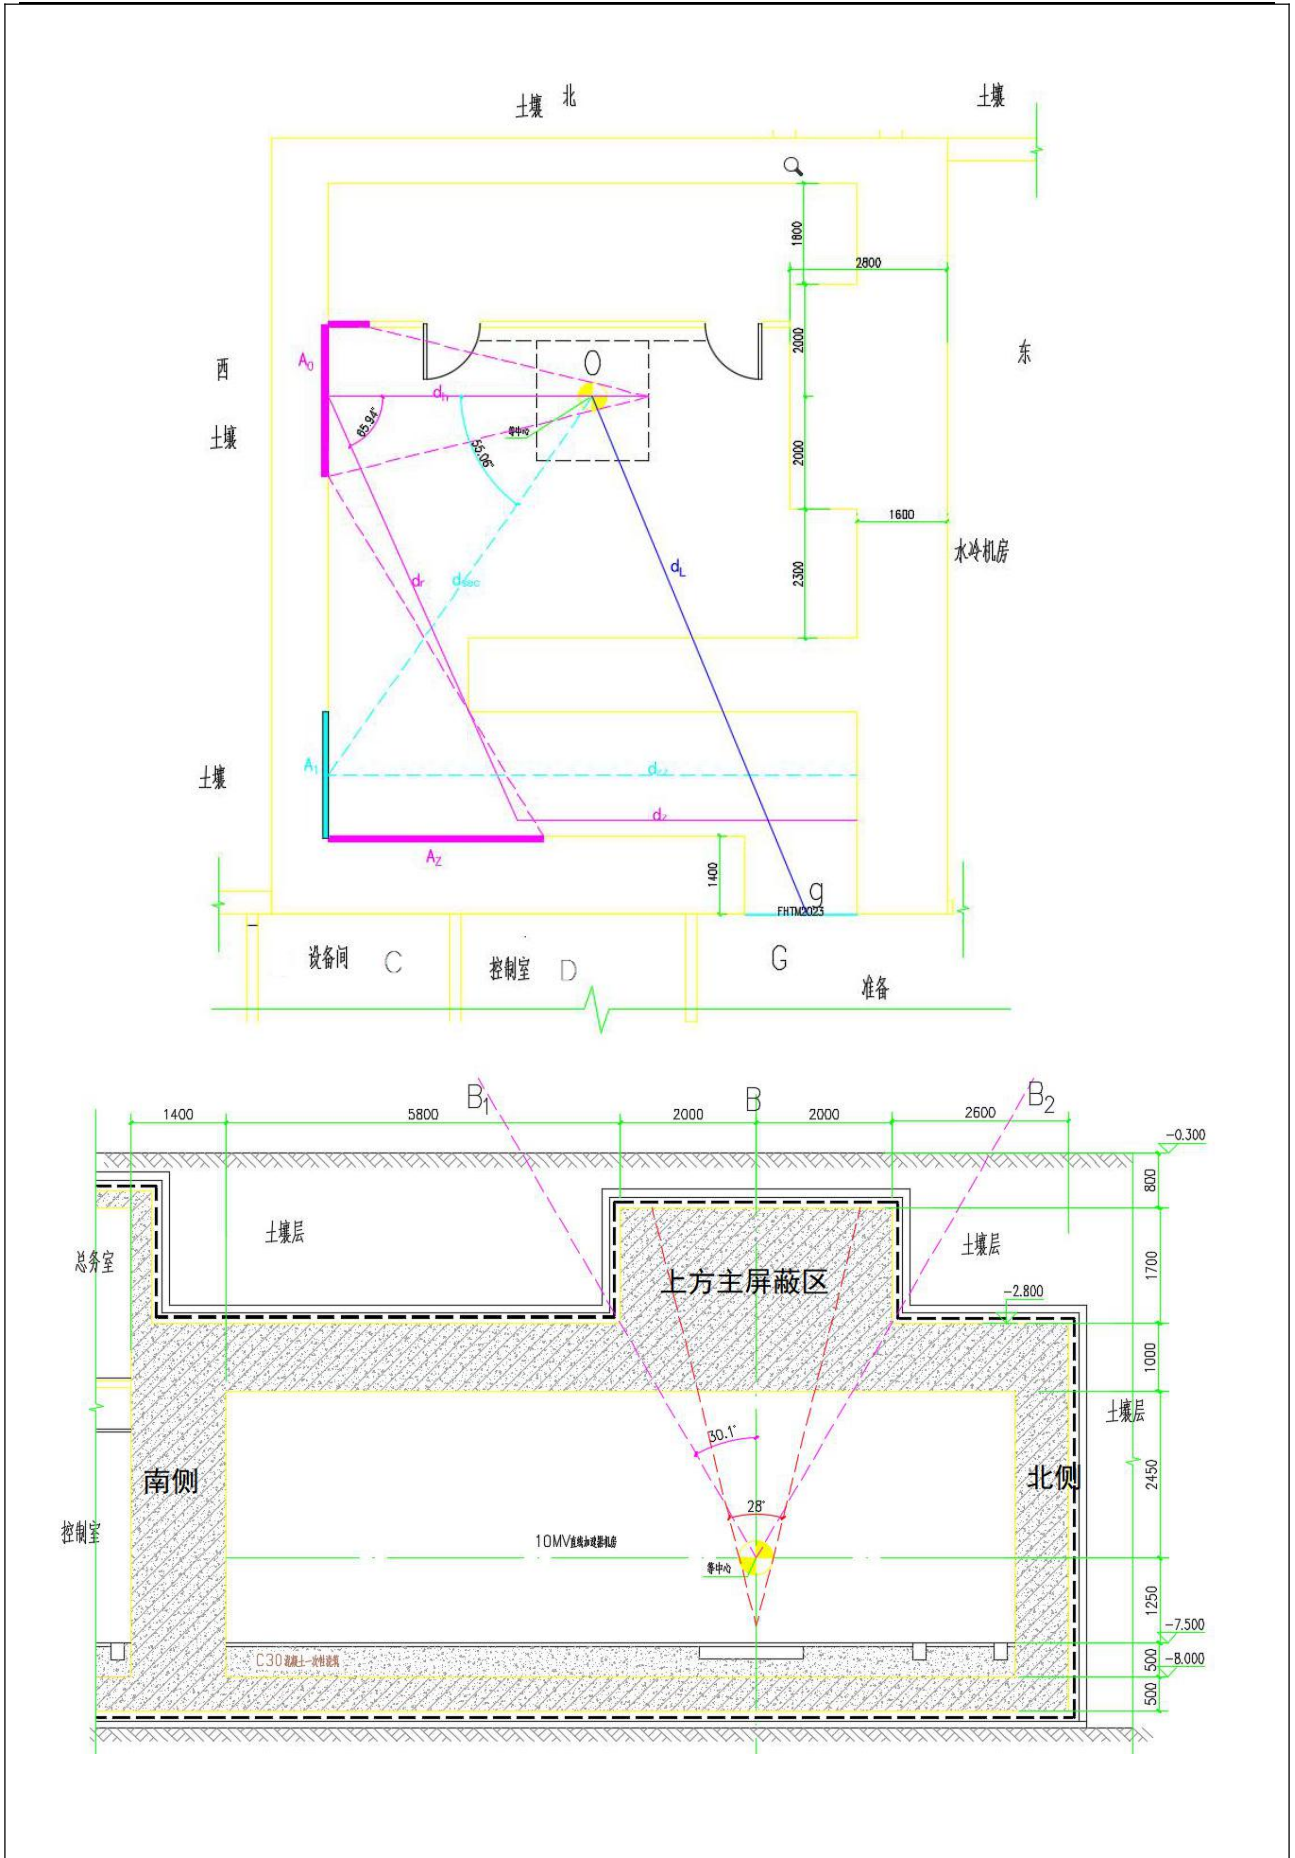 土壤 北
土壤
1800
2800
2000
O
东
西
A₀
dₕ
65.94°
等中心
55.06°
土壤
2000
1600
水冷机房
dᵣ
dsec
dL
2300
土壤
A₁
dz
AZ
1400
g
FHTM2023
设备间 C
控制室 D
G
准备
B₁
B
B₂
1400
5800
2000
2000
2600
-0.300
800
土壤层
土壤层
总务室
上方主屏蔽区
1700
-2.800
1000
土壤层
30.1°
南侧
北侧
2450
28°
控制室
10MV直线加速器机房
等中心
1250
-7.500
C30混凝土一次性浇筑
500
-8.000
500